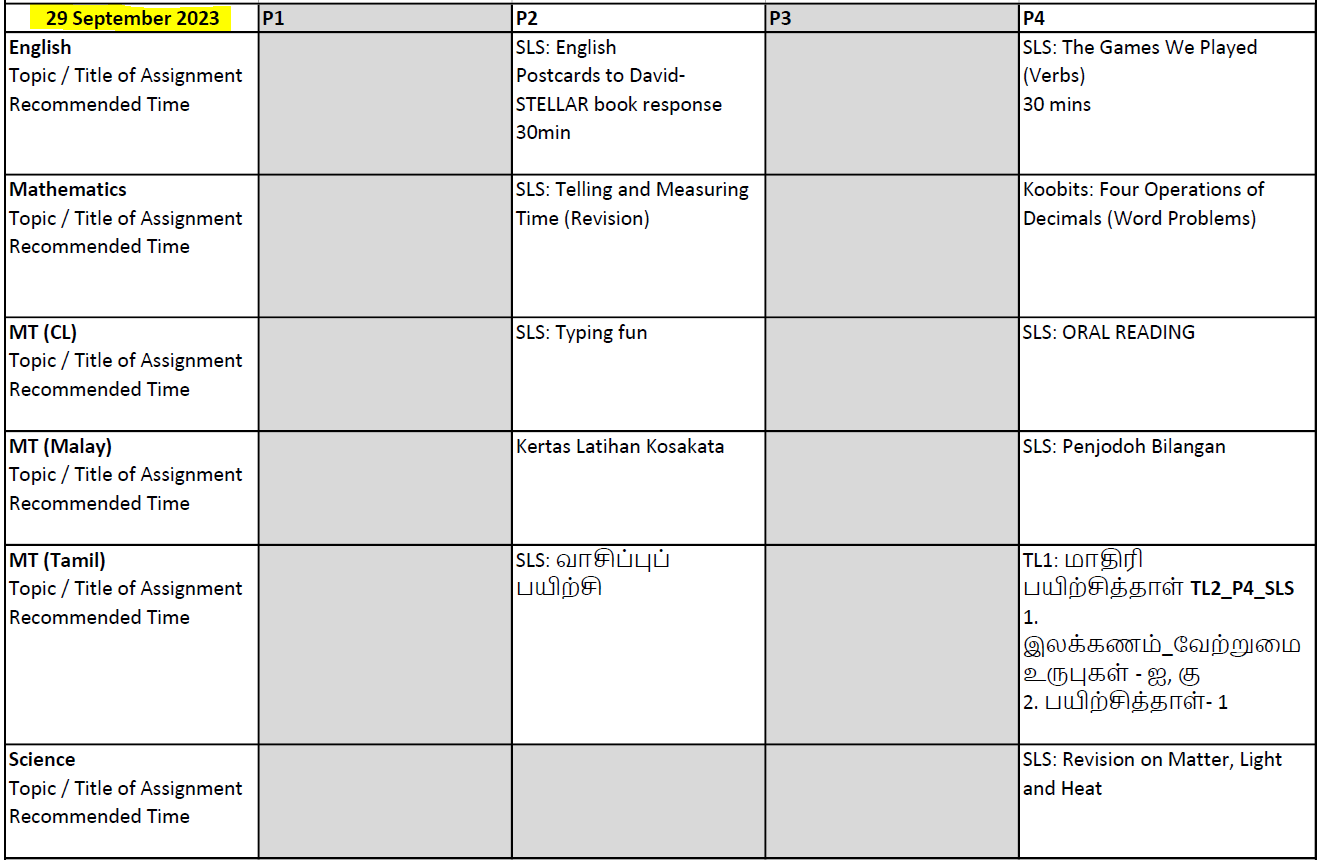 29 September 2023
P1
P2
P3
P4
English
Topic / Title of Assignment
Recommended Time
SLS: English
Postcards to David-
STELLAR book response
30min
SLS: The Games We Played
(Verbs)
30 mins
Mathematics
Topic / Title of Assignment
Recommended Time
SLS: Telling and Measuring
Time (Revision)
Koobits: Four Operations of
Decimals (Word Problems)
MT (CL)
Topic / Title of Assignment
Recommended Time
SLS: Typing fun
SLS: ORAL READING
MT (Malay)
Topic / Title of Assignment
Recommended Time
Kertas Latihan Kosakata
SLS: Penjodoh Bilangan
MT (Tamil)
Topic / Title of Assignment
Recommended Time
SLS: வாசிப்புப்
பயிற்சி
TL1: மாதிரி
பயிற்சித்தாள் TL2_P4_SLS
1.
இலக்கணம்_வேற்றுமை
உருபுகள் - ஐ, கு
2. பயிற்சித்தாள்- 1
Science
Topic / Title of Assignment
Recommended Time
SLS: Revision on Matter, Light
and Heat